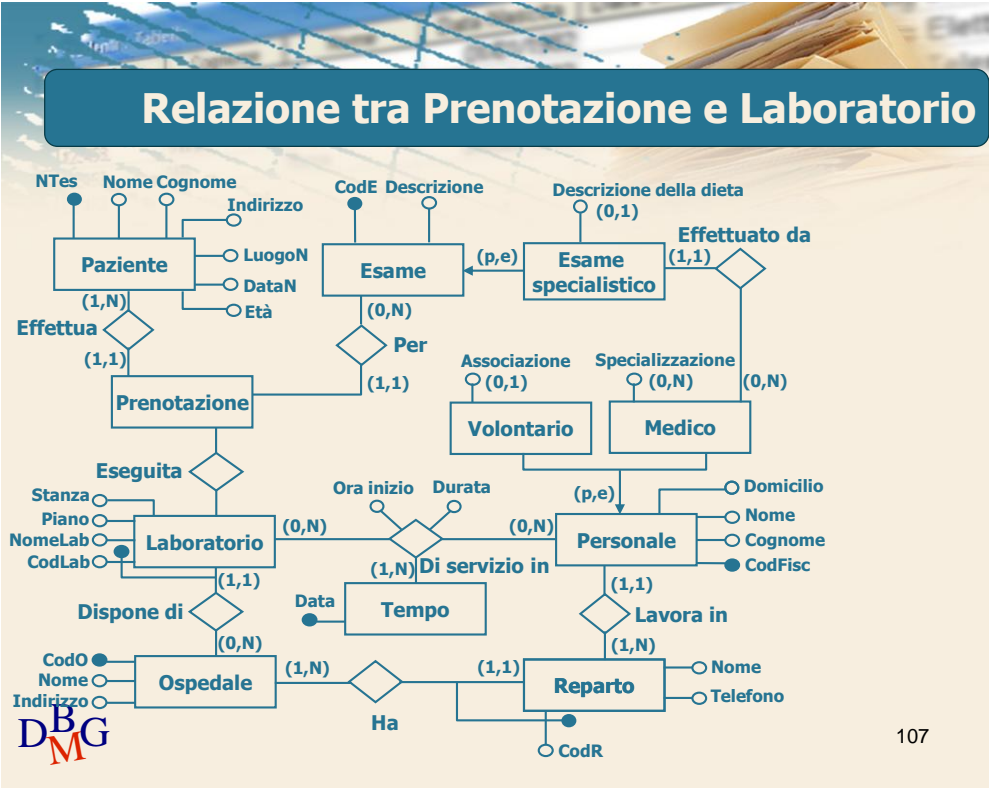 Relazione tra Prenotazione e Laboratorio
NTes Nome Cognome
Indirizzo
LuogoN
DataN
Età
Paziente
CodE Descrizione
Esame
Descrizione della dieta
(0,1)
(p,e)
Esame
specialistico
(1,1)
Effettuato da
(1,N)
Effettua
(1,1)
(0,N)
Per
(1,1)
Prenotazione
Associazione
(0,1)
Volontario
Specializzazione
(0,N)
(0,N)
Medico
Eseguita
Stanza
Piano
NomeLab
CodLab
Laboratorio
(0,N)
Ora inizio
Durata
(0,N)
(1,N)
Di servizio in
(p,e)
Personale
Domicilio
Nome
Cognome
CodFisc
(1,1)
Dispone di
(0,N)
Data
Tempo
(1,1)
Lavora in
(1,N)
CodO
Nome
Indirizzo
Ospedale
(1,N)
Ha
(1,1)
Reparto
Nome
Telefono
CodR
DBMG
107